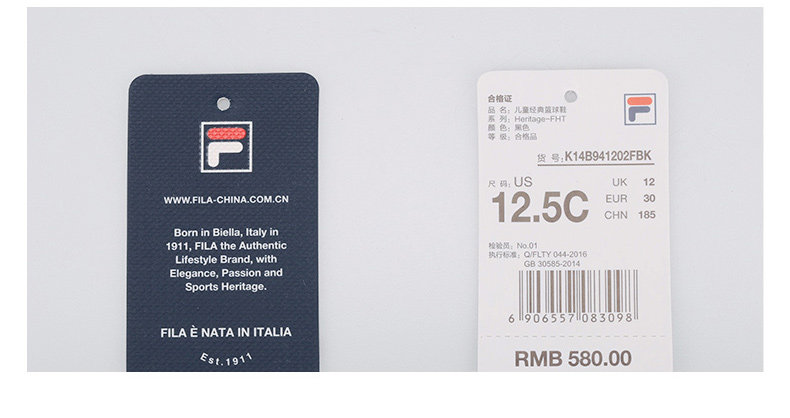 WWW.FILA-CHINA.COM.CN
Born in Biella, Italy in
1911, FILA the Authentic
Lifestyle Brand, with
Elegance, Passion and
Sports Heritage.
FILA È NATA IN ITALIA
Est.1911
合格证
品 名：儿童经典篮球鞋
系 列：Heritage-FHT
颜 色：黑色
等 级：合格品
货 号：K14B941202FBK
尺 码：US
12.5C
UK 12
EUR 30
CHN 185
检验员：No.01
执行标准：Q/FLTY 044-2016
GB 30585-2014
6 906557 083098
RMB 580.00